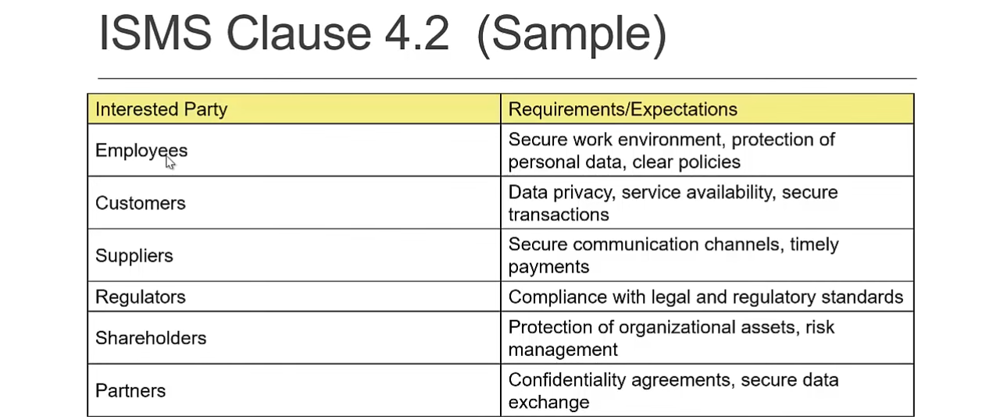 ISMS Clause 4.2 (Sample)
Interested Party
Requirements/Expectations
Employees
Secure work environment, protection of
personal data, clear policies
Customers
Data privacy, service availability, secure
transactions
Suppliers
Secure communication channels, timely
payments
Regulators
Compliance with legal and regulatory standards
Shareholders
Protection of organizational assets, risk
management
Partners
Confidentiality agreements, secure data
exchange